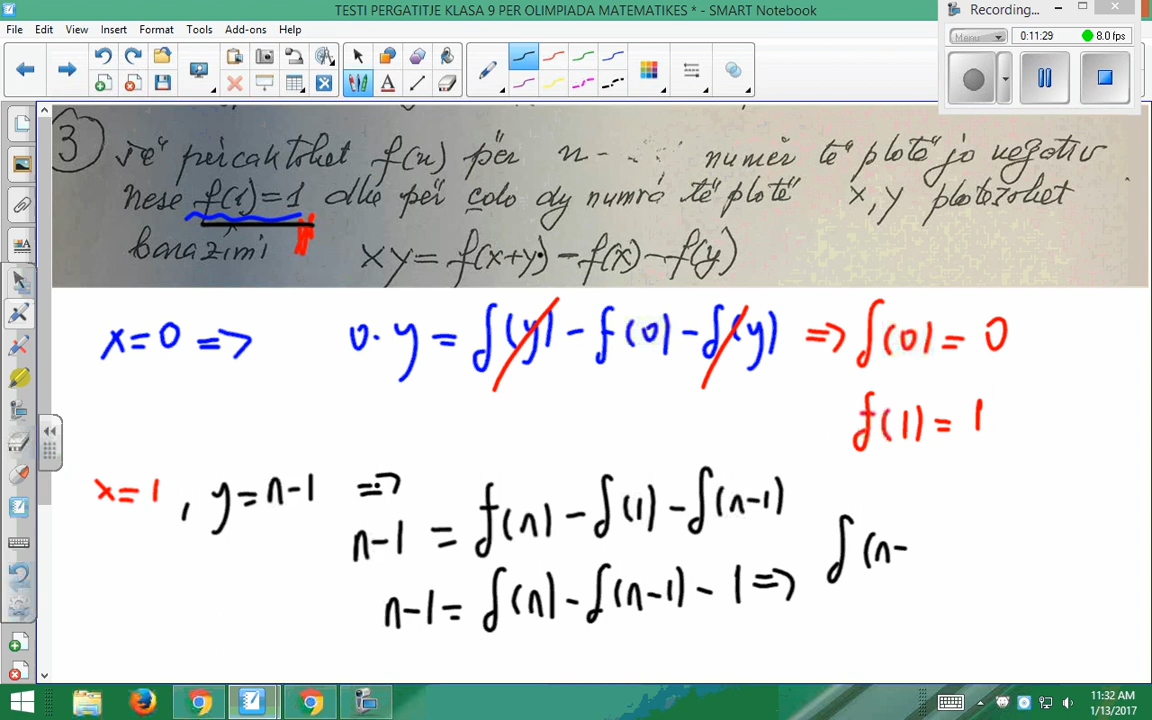 TESTI PERGATITJE KLASA 9 PER OLIMPIADA MATEMATIKES * - SMART Notebook
Recording...
File Edit View Insert Format Tools Add-ons Help
Menu 0:11:29 8.0 fps
3 Të përcaktohet f(n) për n- .... numër të plotë jo negativ
nese f(1)=1 dhe për çdo dy numra të plotë x, y plotëzohet
barazimi xy = f(x+y) - f(x) - f(y)
x=0 => 0·y = f(y) - f(0) - f(y) => f(0) = 0
f(1) = 1
x=1, y=n-1 =>
n-1 = f(n) - f(1) - f(n-1)
n-1 = f(n) - f(n-1) - 1 => f(n-
11:32 AM
1/13/2017